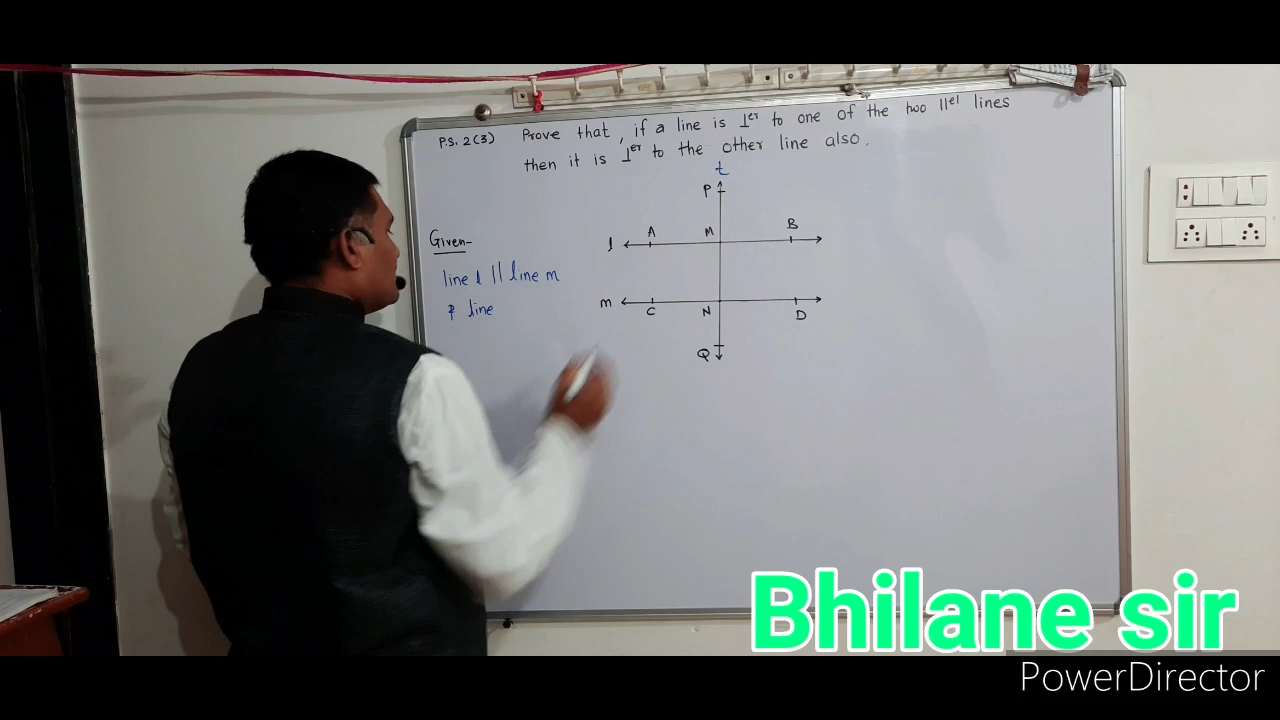 P.S. 2(3) Prove that, if a line is ⊥er to one of the two ||el lines
then it is ⊥er to the other line also.
t
P
Given-
A M B
l
line l || line m
m
line
C N D
Q
Bhilane sir
PowerDirector